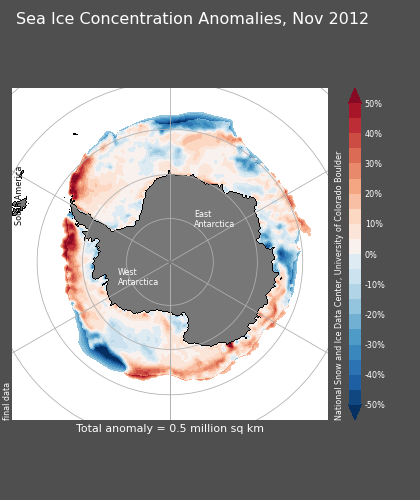 Sea Ice Concentration Anomalies, Nov 2012
South America
East
Antarctica
West
Antarctica
final data
National Snow and Ice Data Center, University of Colorado Boulder
50%
40%
30%
20%
10%
0%
-10%
-20%
-30%
-40%
-50%
Total anomaly = 0.5 million sq km